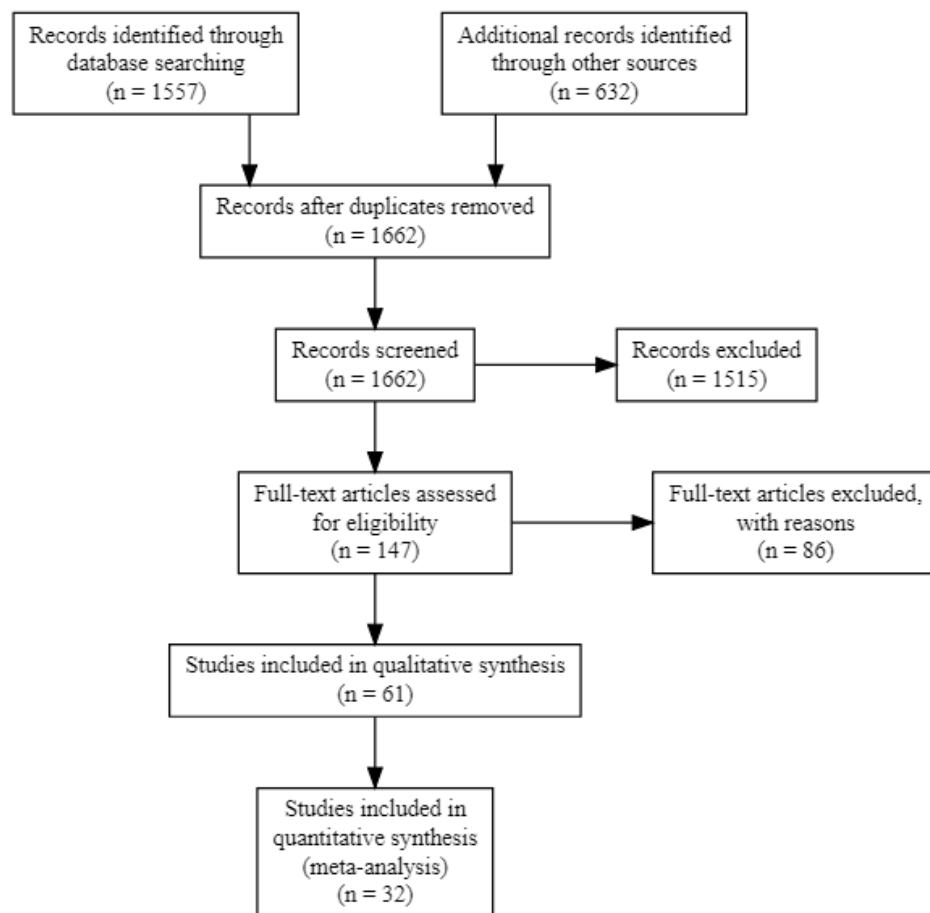 Records identified through
database searching
(n = 1557)
Additional records identified
through other sources
(n = 632)
Records after duplicates removed
(n = 1662)
Records screened
(n = 1662)
Records excluded
(n = 1515)
Full-text articles assessed
for eligibility
(n = 147)
Full-text articles excluded,
with reasons
(n = 86)
Studies included in qualitative synthesis
(n = 61)
Studies included in
quantitative synthesis
(meta-analysis)
(n = 32)